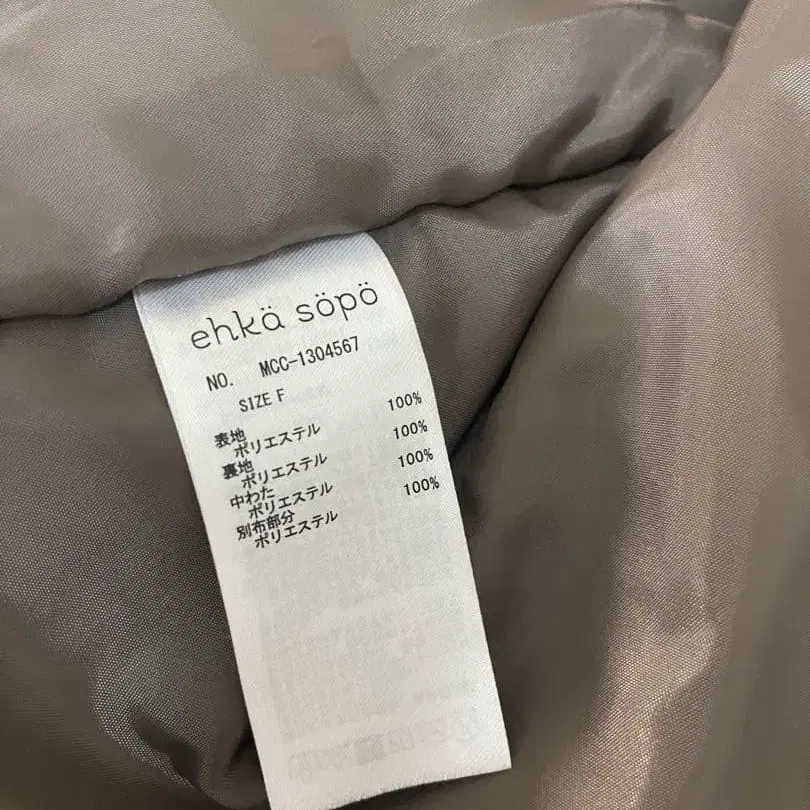 ehkä söpö
NO. MCC-1304567
SIZE F
表地
ポリエステル 100%
裏地
ポリエステル 100%
中わた
ポリエステル 100%
別布部分
ポリエステル 100%